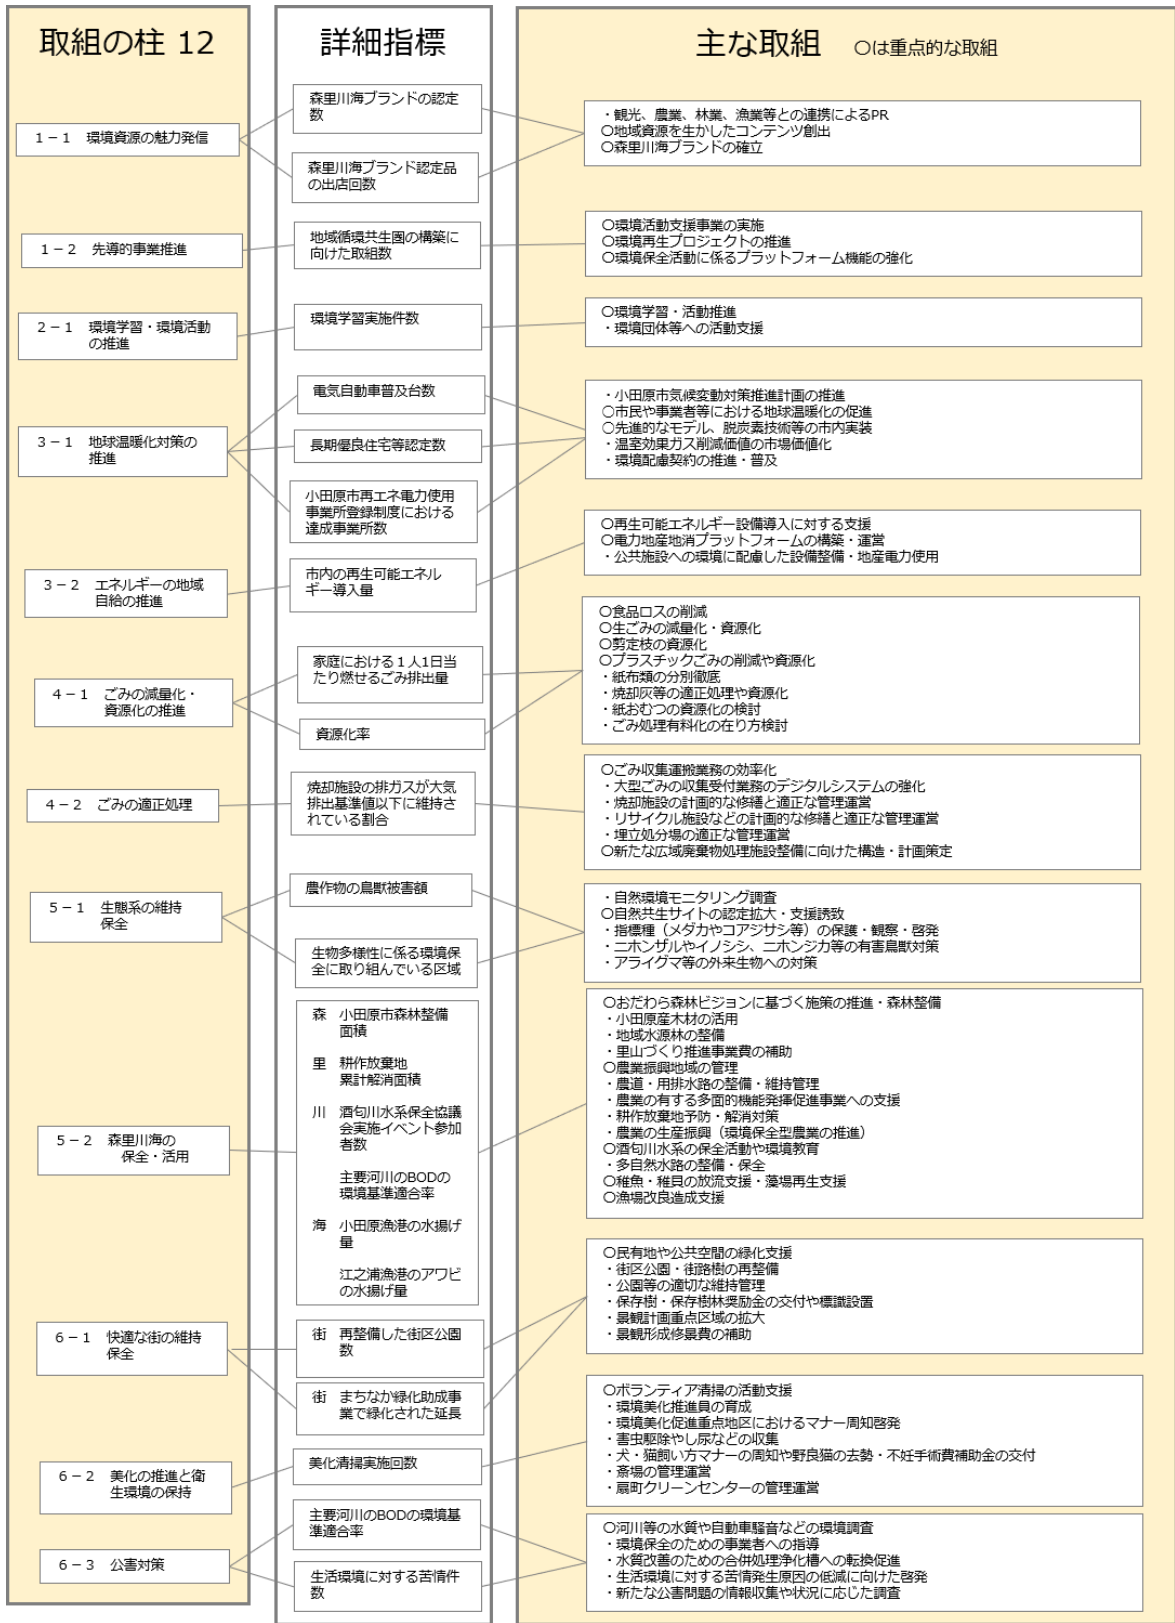 取組の柱 12
1－1 環境資源の魅力発信
1－2 先導的事業推進
2－1 環境学習・環境活動
の推進
3－1 地球温暖化対策の
推進
3－2 エネルギーの地域
自給の推進
4－1 ごみの減量化・
資源化の推進
4－2 ごみの適正処理
5－1 生態系の維持
保全
5－2 森里川海の
保全・活用
6－1 快適な街の維持
保全
6－2 美化の推進と衛
生環境の保持
6－3 公害対策
詳細指標
森里川海ブランドの認定
数
森里川海ブランド認定品
の出店回数
地域循環共生圏の構築に
向けた取組数
環境学習実施件数
電気自動車普及台数
長期優良住宅等認定数
小田原市再エネ電力使用
事業所登録制度における
達成事業所数
市内の再生可能エネル
ギー導入量
家庭における１人1日当
たり燃せるごみ排出量
資源化率
焼却施設の排ガスが大気
排出基準値以下に維持さ
れている割合
農作物の鳥獣被害額
生物多様性に係る環境保
全に取り組んでいる区域
森 小田原市森林整備
面積
里 耕作放棄地
累計解消面積
川 酒匂川水系保全協議
会実施イベント参加
者数
主要河川のBODの
環境基準適合率
海 小田原漁港の水揚げ
量
江之浦漁港のアワビ
の水揚げ量
街 再整備した街区公園
数
街 まちなか緑化助成事
業で緑化された延長
美化清掃実施回数
主要河川のBODの環境基
準適合率
生活環境に対する苦情件
数
主な取組 〇は重点的な取組
・観光、農業、林業、漁業等との連携によるPR
〇地域資源を生かしたコンテンツ創出
〇森里川海ブランドの確立
〇環境活動支援事業の実施
〇環境再生プロジェクトの推進
〇環境保全活動に係るプラットフォーム機能の強化
〇環境学習・活動推進
・環境団体等への活動支援
・小田原市気候変動対策推進計画の推進
〇市民や事業者等における地球温暖化の促進
〇先進的なモデル、脱炭素技術等の市内実装
・温室効果ガス削減価値の市場価値化
・環境配慮契約の推進・普及
〇再生可能エネルギー設備導入に対する支援
〇電力地産地消プラットフォームの構築・運営
・公共施設への環境に配慮した設備整備・地産電力使用
〇食品ロスの削減
〇生ごみの減量化・資源化
〇剪定枝の資源化
〇プラスチックごみの削減や資源化
・紙布類の分別徹底
・焼却灰等の適正処理や資源化
・紙おむつの資源化の検討
・ごみ処理有料化の在り方検討
〇ごみ収集運搬業務の効率化
・大型ごみの収集受付業務のデジタルシステムの強化
・焼却施設の計画的な修繕と適正な管理運営
・リサイクル施設などの計画的な修繕と適正な管理運営
・埋立処分場の適正な管理運営
〇新たな広域廃棄物処理施設整備に向けた構造・計画策定
・自然環境モニタリング調査
〇自然共生サイトの認定拡大・支援誘致
・指標種（メダカやコアジサシ等）の保護・観察・啓発
・ニホンザルやイノシシ、ニホンジカ等の有害鳥獣対策
・アライグマ等の外来生物への対策
〇おだわら森林ビジョンに基づく施策の推進・森林整備
・小田原産木材の活用
・地域水源林の整備
・里山づくり推進事業費の補助
〇農業振興地域の管理
・農道・用排水路の整備・維持管理
・農業の有する多面的機能発揮促進事業への支援
・耕作放棄地予防・解消対策
・農業の生産振興（環境保全型農業の推進）
〇酒匂川水系の保全活動や環境教育
・多自然水路の整備・保全
〇稚魚・稚貝の放流支援・藻場再生支援
〇漁場改良造成支援
〇民有地や公共空間の緑化支援
・街区公園・街路樹の再整備
・公園等の適切な維持管理
・保存樹・保存樹林奨励金の交付や標識設置
・景観計画重点区域の拡大
・景観形成修景費の補助
〇ボランティア清掃の活動支援
・環境美化推進員の育成
・環境美化促進重点地区におけるマナー周知啓発
・害虫駆除やし尿などの収集
・犬・猫飼い方マナーの周知や野良猫の去勢・不妊手術費補助金の交付
・斎場の管理運営
・扇町クリーンセンターの管理運営
〇河川等の水質や自動車騒音などの環境調査
・環境保全のための事業者への指導
・水質改善のための合併処理浄化槽への転換促進
・生活環境に対する苦情発生原因の低減に向けた啓発
・新たな公害問題の情報収集や状況に応じた調査